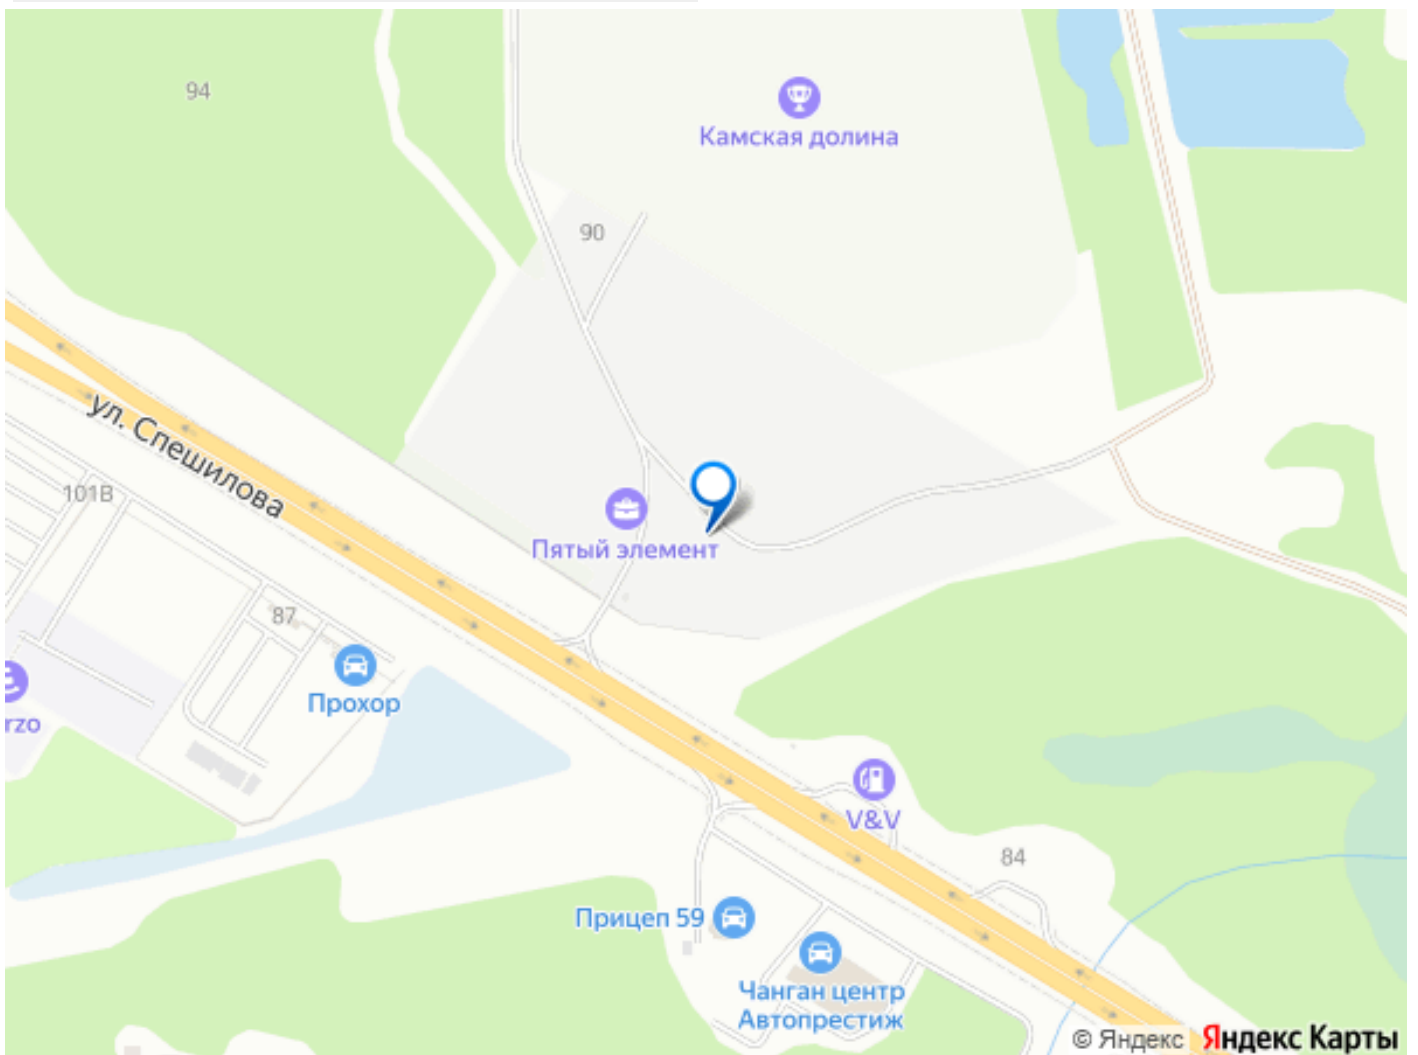 94
Камская долина
90
ул. Спешилова
101В
Пятый элемент
87
Прохор
rzo
V&V
84
Прицеп 59
Чанган центр
Автопрестиж
© Яндекс Яндекс Карты